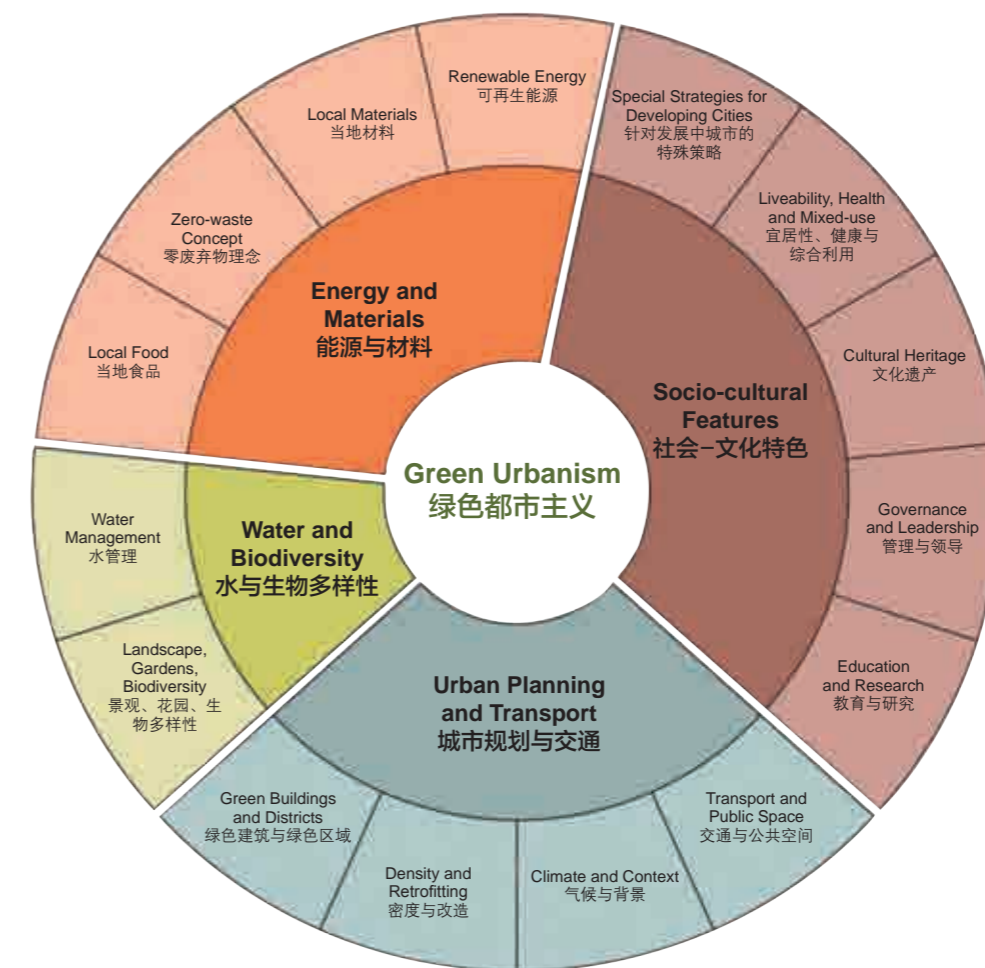 Renewable Energy
可再生能源
Special Strategies for
Developing Cities
针对发展中城市的
特殊策略
Local Materials
当地材料
Liveability, Health
and Mixed-use
宜居性、健康与
综合利用
Zero-waste
Concept
零废弃物理念
Energy and
Materials
能源与材料
Local Food
当地食品
Cultural Heritage
文化遗产
Socio-cultural
Features
社会–文化特色
Green Urbanism
绿色都市主义
Water
Management
水管理
Water and
Biodiversity
水与生物多样性
Governance
and Leadership
管理与领导
Landscape,
Gardens,
Biodiversity
景观、花园、生
物多样性
Urban Planning
and Transport
城市规划与交通
Education
and Research
教育与研究
Green Buildings
and Districts
绿色建筑与绿色区域
Density and
Retrofitting
密度与改造
Climate and Context
气候与背景
Transport and
Public Space
交通与公共空间